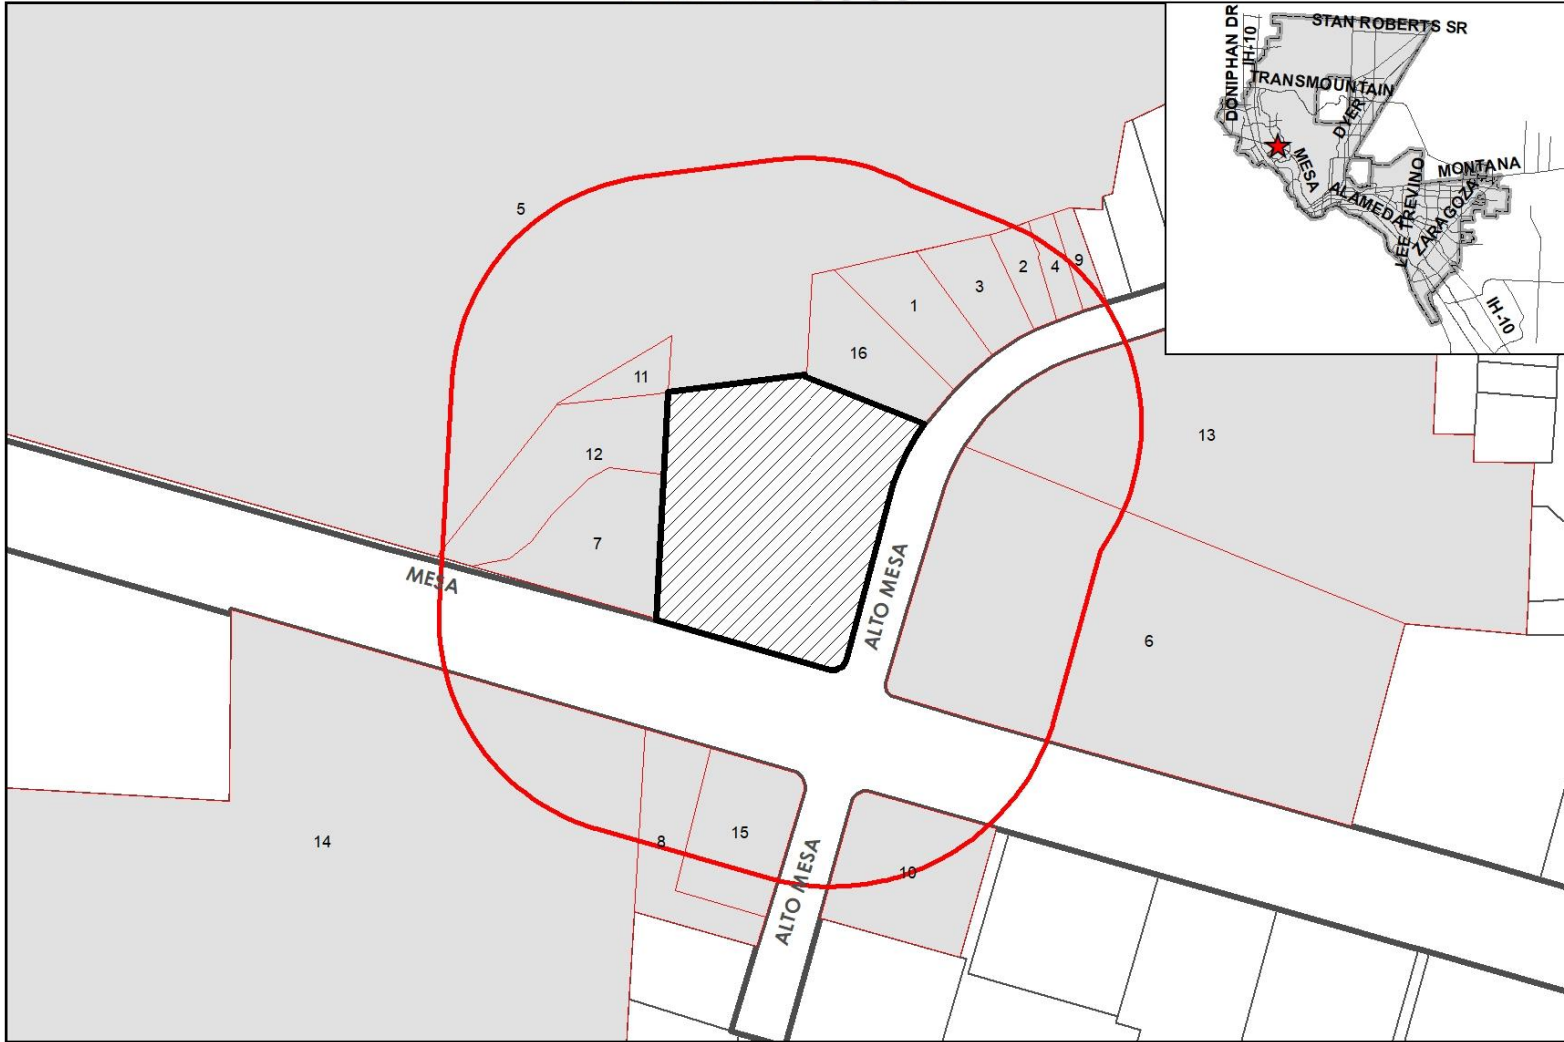 STAN ROBERTS SR
DONIPHAN DR
IH-10
TRANSMOUNTAIN
DYER
MESA
MONTANA
ALAMEDA
LEE TREVINO
ZARAGOZA
IH-10
5
2
4
9
3
1
16
11
13
12
7
MESA
ALTO MESA
6
15
8
14
10
ALTO MESA